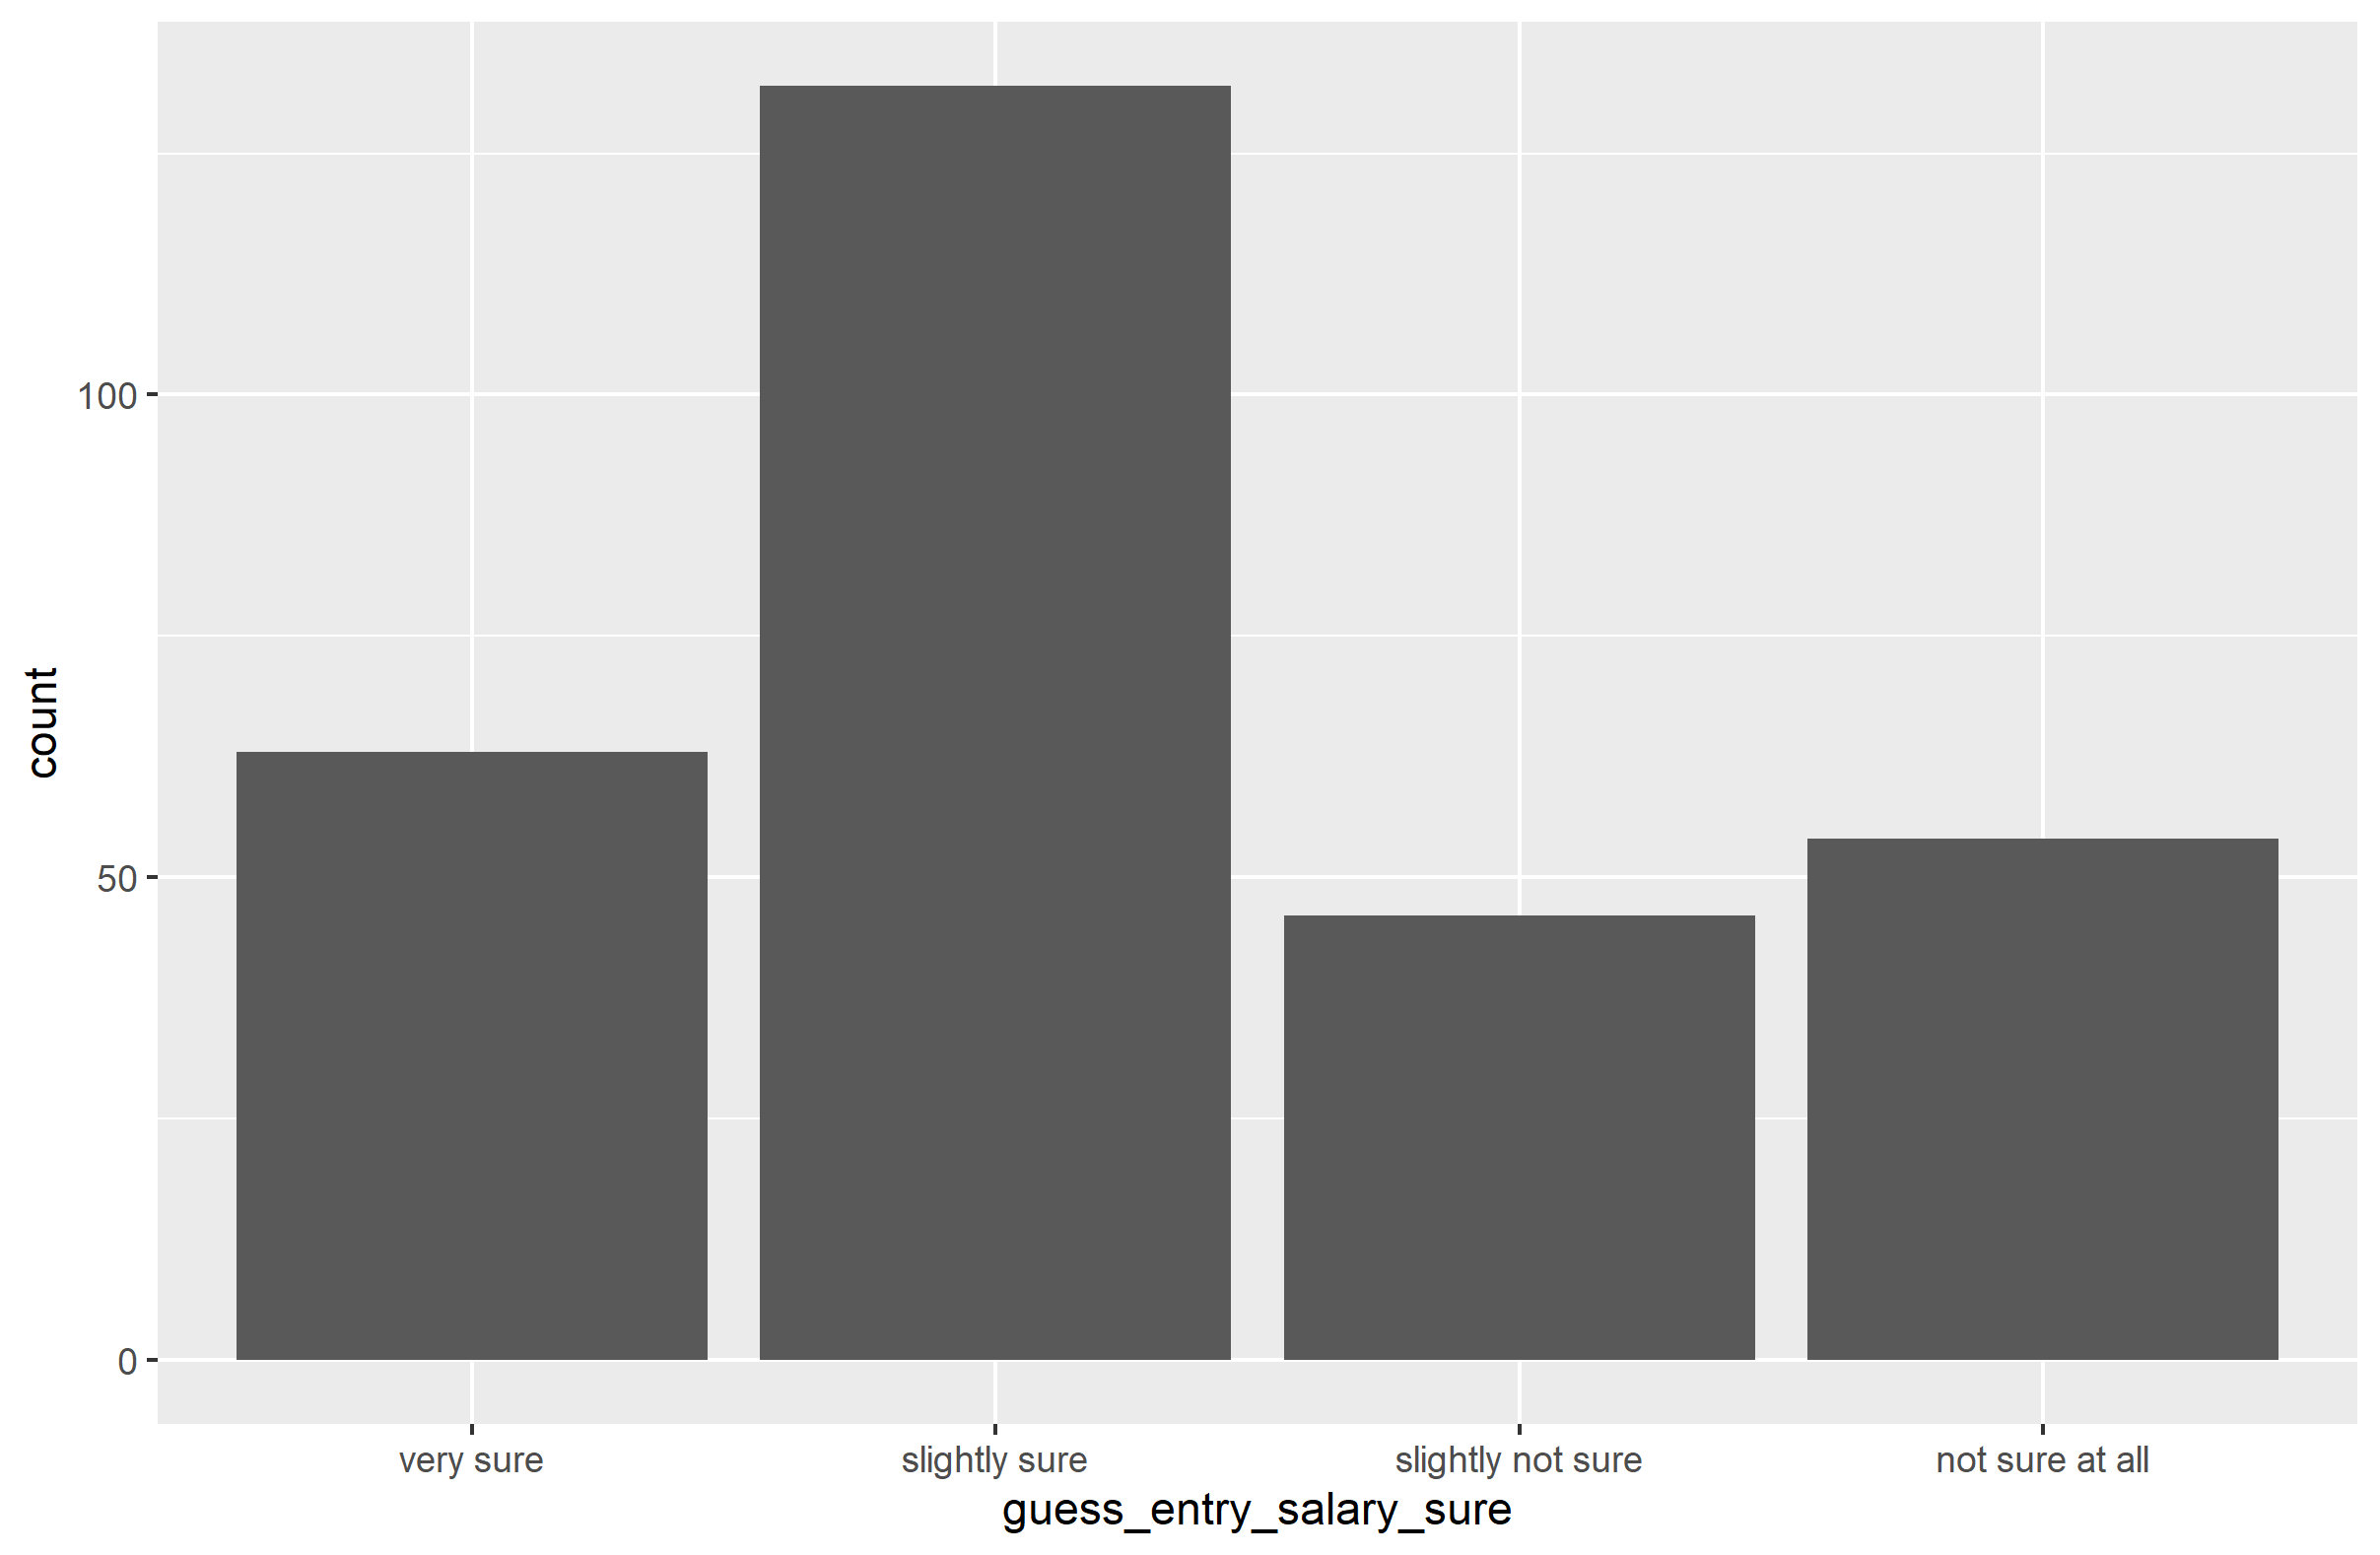 count
100
50
0
very sure
slightly sure
slightly not sure
not sure at all
guess_entry_salary_sure